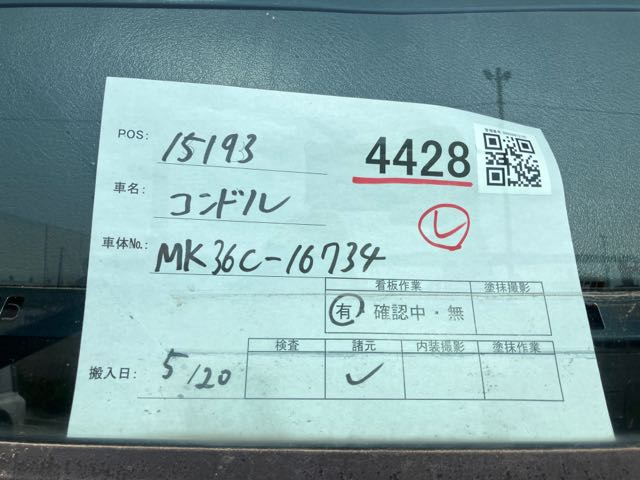 POS: 15193
4428
車名: コンドル
レ
車体No.: MK36C-16734
看板作業 塗抹撮影
有・確認中・無
検査 諸元 内装撮影 塗抹作業
搬入日: 5/20 ✓